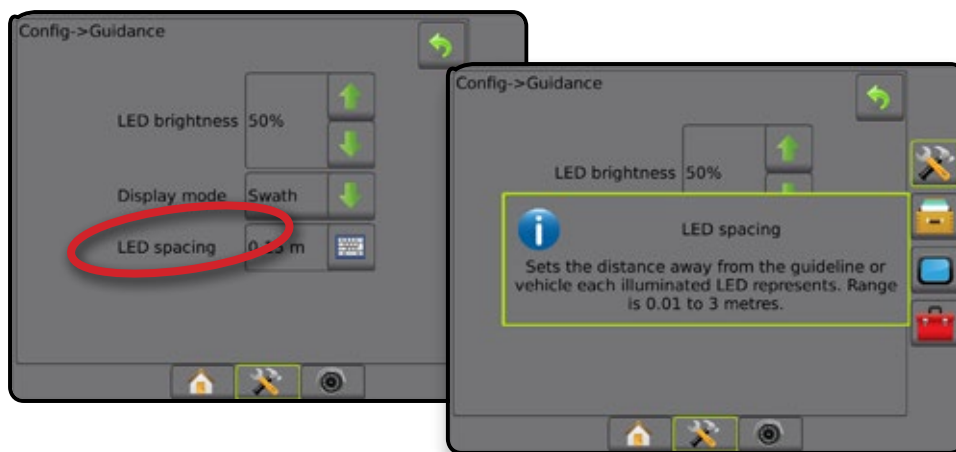 Config->Guidance
LED brightness 50%
Display mode Swath
LED spacing m
Config->Guidance
LED brightness 50%
LED spacing
Sets the distance away from the guideline or
vehicle each illuminated LED represents. Range
is 0.01 to 3 metres.